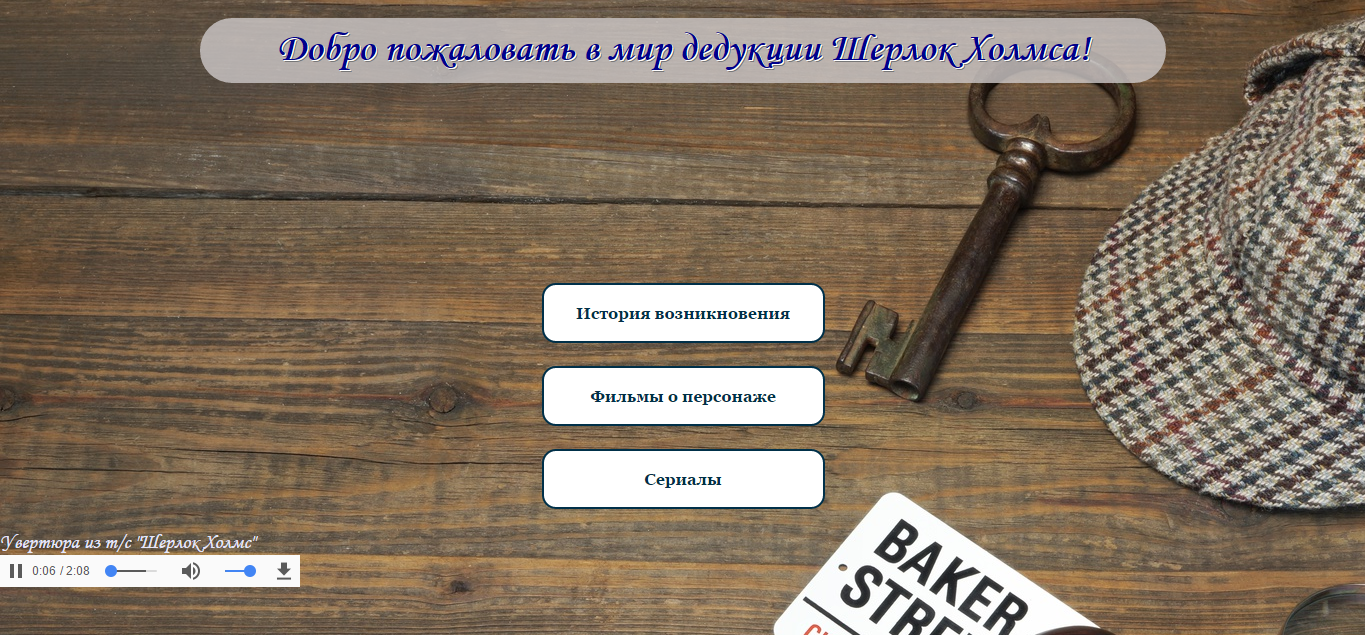 Добро пожаловать в мир дедукции Шерлок Холмса!
История возникновения
Фильмы о персонаже
Сериалы
Увертюра из т/с "Шерлок Холмс"
0:06 / 2:08
BAKER